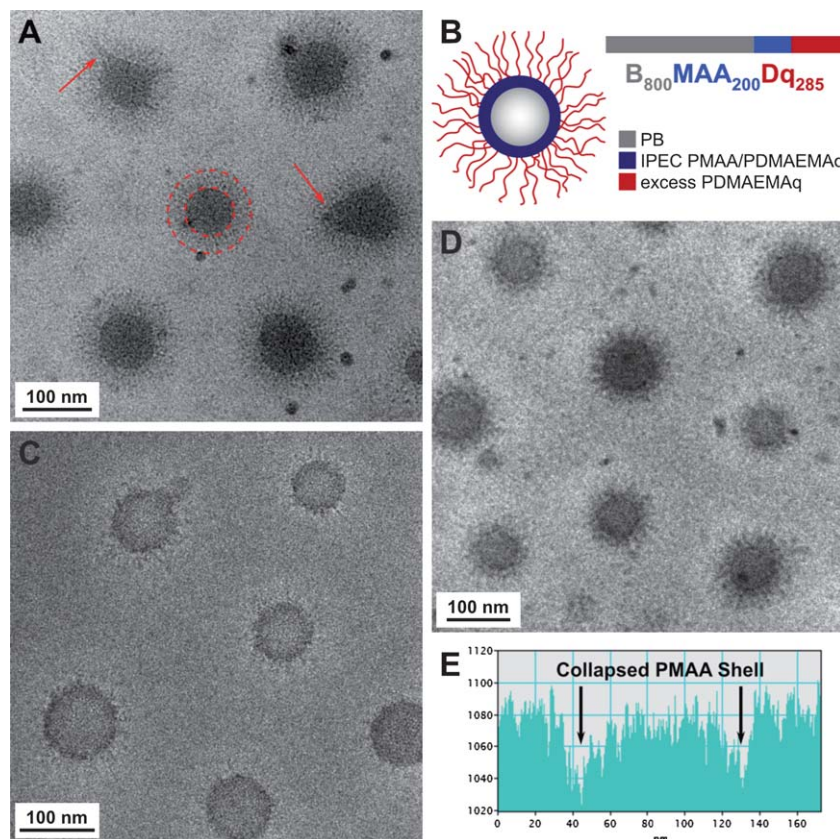 A
100 nm
B
B800MAA200Dq285
PB
IPEC PMAA/PDMAEMAq
excess PDMAEMAq
C
100 nm
D
100 nm
E
Collapsed PMAA Shell
1120
1100
1080
1060
1040
1020
0 20 40 60 80 100 120 140 160